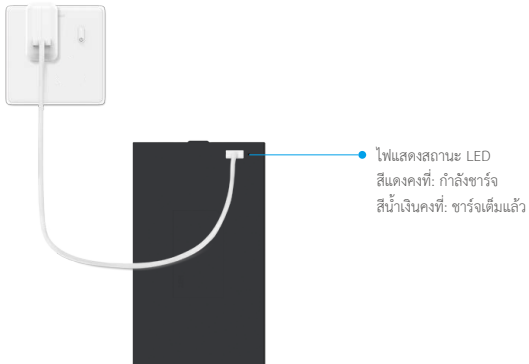 ไฟแสดงสถานะ LED
สีแดงคงที่: กำลังชาร์จ
สีน้ำเงินคงที่: ชาร์จเต็มแล้ว